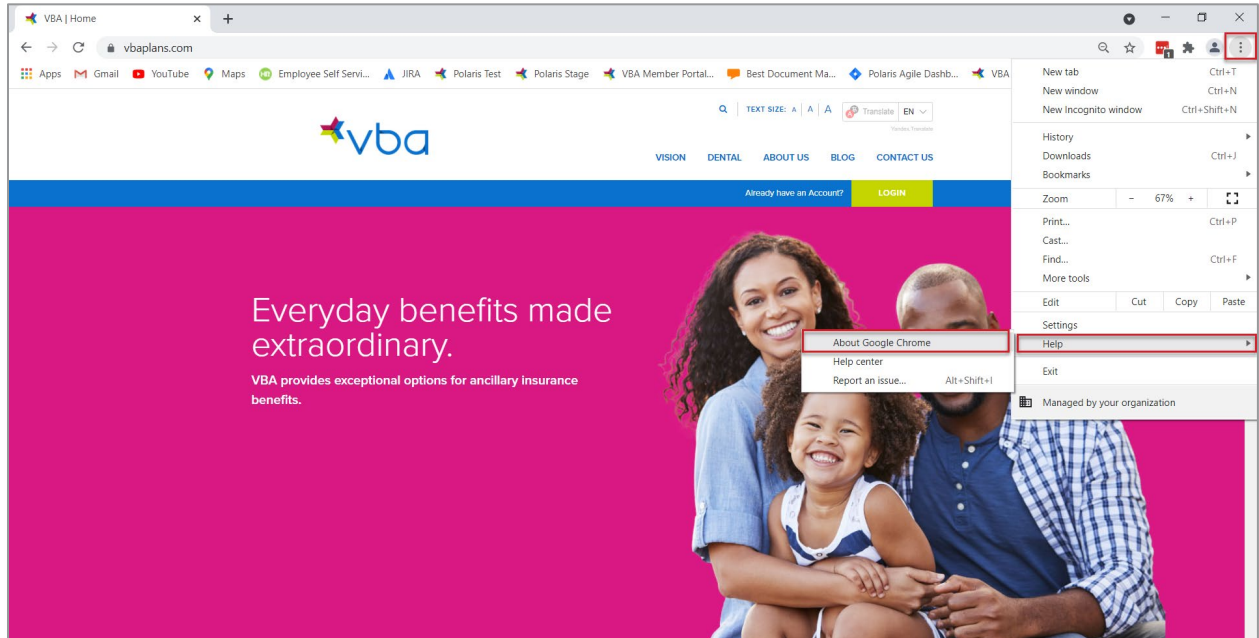 VBA | Home
vbaplans.com
1
Apps Gmail YouTube Maps Employee Self Servi... JIRA Polaris Test Polaris Stage VBA Member Portal... Best Document Ma... Polaris Agile Dashb... VBA
TEXT SIZE: A | A | A Translate EN
vba
VISION DENTAL ABOUT US BLOG CONTACT US
Already have an Account? LOGIN
Everyday benefits made
extraordinary.
VBA provides exceptional options for ancillary insurance
benefits.
New tab Ctrl+T
New window Ctrl+N
New Incognito window Ctrl+Shift+N
History
Downloads Ctrl+J
Bookmarks
Zoom - 67% +
Print... Ctrl+P
Cast...
Find... Ctrl+F
More tools
Edit Cut Copy Paste
Settings
Help
Exit
Managed by your organization
About Google Chrome
Help center
Report an issue... Alt+Shift+I